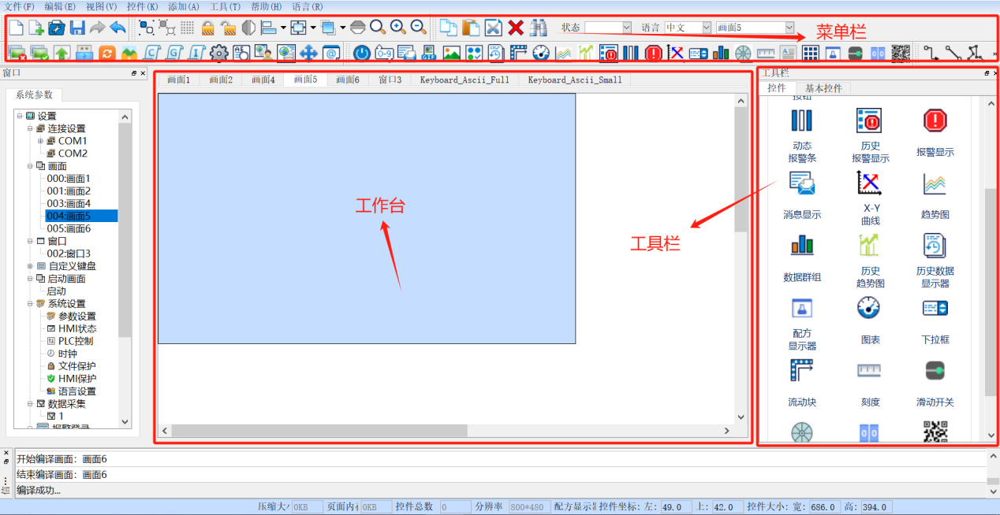 文件(F) 编辑(E) 视图(V) 控件(K) 添加(A) 工具(T) 帮助(H) 语言(R)
状态 语言 中文 画面5
菜单栏
窗口
系统参数
设置
连接设置
COM1
COM2
画面
000:画面1
001:画面2
003:画面4
004:画面5
005:画面6
窗口
002:窗口3
自定义键盘
启动画面
启动
系统设置
参数设置
HMI状态
PLC控制
时钟
文件保护
HMI保护
语言设置
数据采集
1
报警登录
画面1 画面2 画面4 画面5 画面6 窗口3 Keyboard_Ascii_Full Keyboard_Ascii_Small
工作台
工具栏
工具栏
控件 基本控件
按钮
动态
报警条
历史
报警显示
报警显示
消息显示
X-Y
曲线
趋势图
数据群组
历史
趋势图
历史数据
显示器
配方
显示器
图表
下拉框
流动块
刻度
滑动开关
开始编译画面: 画面6
结束编译画面: 画面6
编译成功...
压缩大 0KB 页面内存 0KB 控件总数 0 分辨率 800*480 配方显示 控件坐标: 左: 49.0 上: 42.0 控件大小: 宽: 686.0 高: 394.0